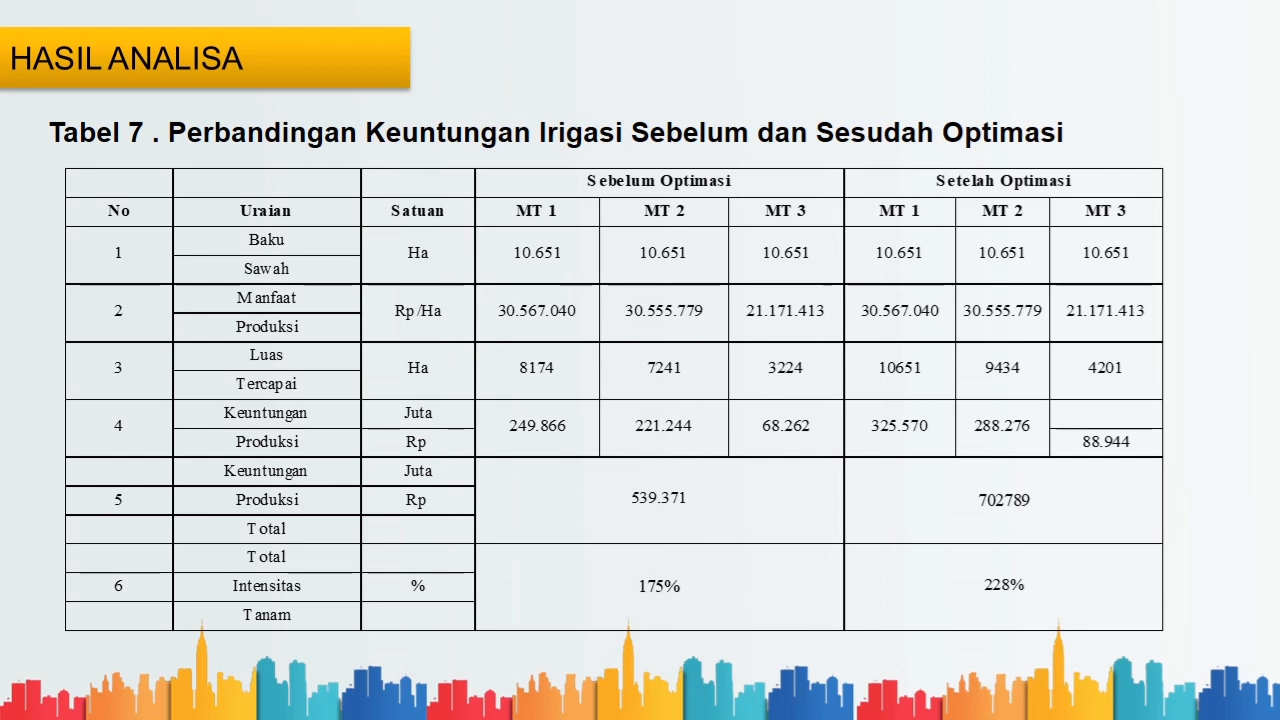 HASIL ANALISA
Tabel 7 . Perbandingan Keuntungan Irigasi Sebelum dan Sesudah Optimasi
Sebelum Optimasi Setelah Optimasi
No Uraian Satuan MT 1 MT 2 MT 3 MT 1 MT 2 MT 3
1 Baku Sawah Ha 10.651 10.651 10.651 10.651 10.651 10.651
2 Manfaat Produksi Rp/Ha 30.567.040 30.555.779 21.171.413 30.567.040 30.555.779 21.171.413
3 Luas Tercapai Ha 8174 7241 3224 10651 9434 4201
4 Keuntungan Produksi Juta Rp 249.866 221.244 68.262 325.570 288.276 88.944
5 Keuntungan Produksi Total Juta Rp 539.371 702789
6 Total Intensitas Tanam % 175% 228%